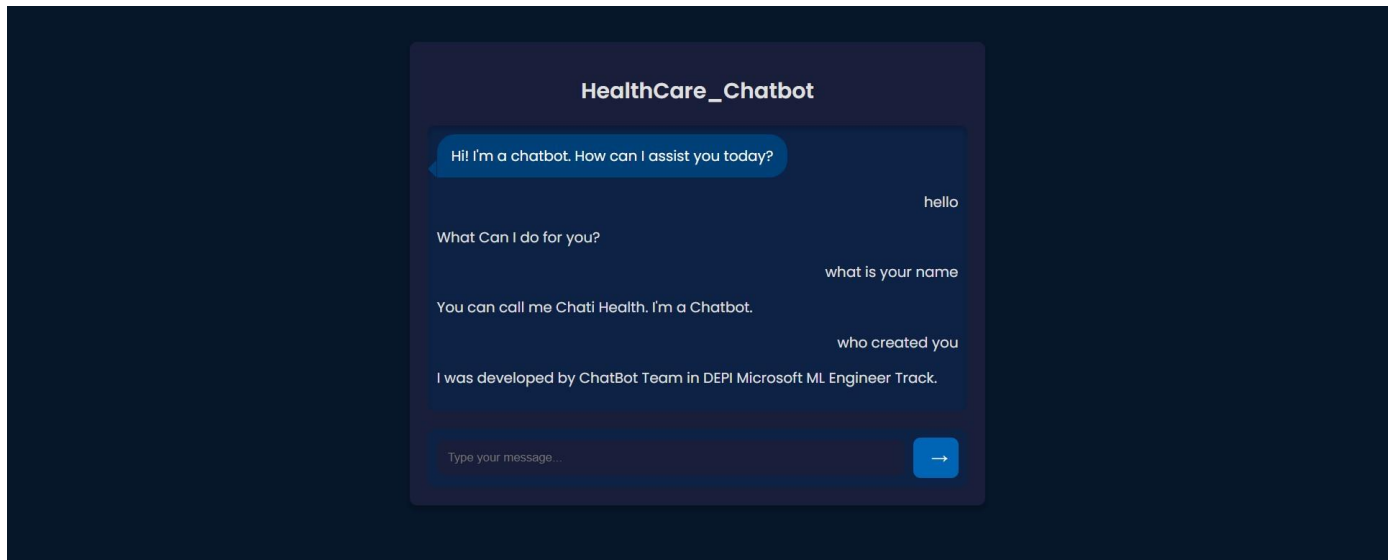 HealthCare_Chatbot
Hi! I'm a chatbot. How can I assist you today?
hello
What Can I do for you?
what is your name
You can call me Chati Health. I'm a Chatbot.
who created you
I was developed by ChatBot Team in DEPI Microsoft ML Engineer Track.
Type your message...
→